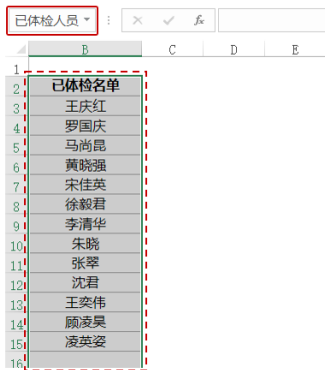 已体检人员
fx
B C D E
1
2 已体检名单
3 王庆红
4 罗国庆
5 马尚昆
6 黄晓强
7 宋佳英
8 徐毅君
9 李清华
10 朱晓
11 张翠
12 沈君
13 王奕伟
14 顾凌昊
15 凌英姿
16